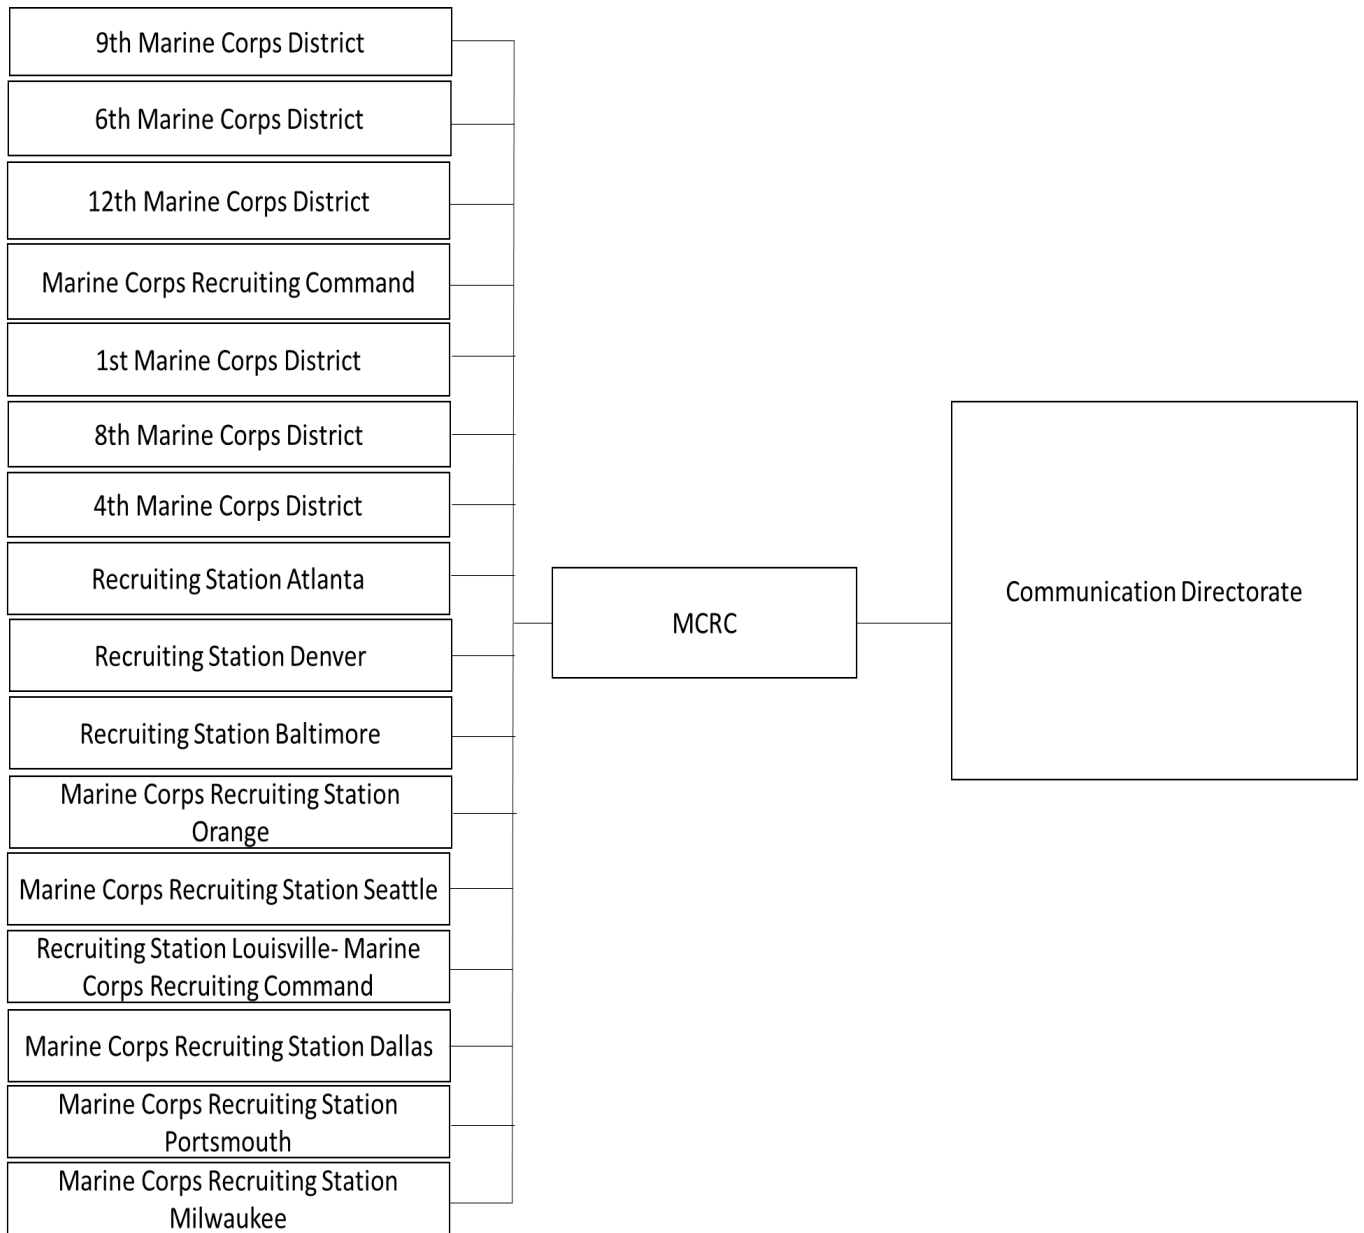 9th Marine Corps District
6th Marine Corps District
12th Marine Corps District
Marine Corps Recruiting Command
1st Marine Corps District
8th Marine Corps District
4th Marine Corps District
Recruiting Station Atlanta
Recruiting Station Denver
Recruiting Station Baltimore
Marine Corps Recruiting Station
Orange
Marine Corps Recruiting Station Seattle
Recruiting Station Louisville- Marine
Corps Recruiting Command
Marine Corps Recruiting Station Dallas
Marine Corps Recruiting Station
Portsmouth
Marine Corps Recruiting Station
Milwaukee
MCRC
Communication Directorate